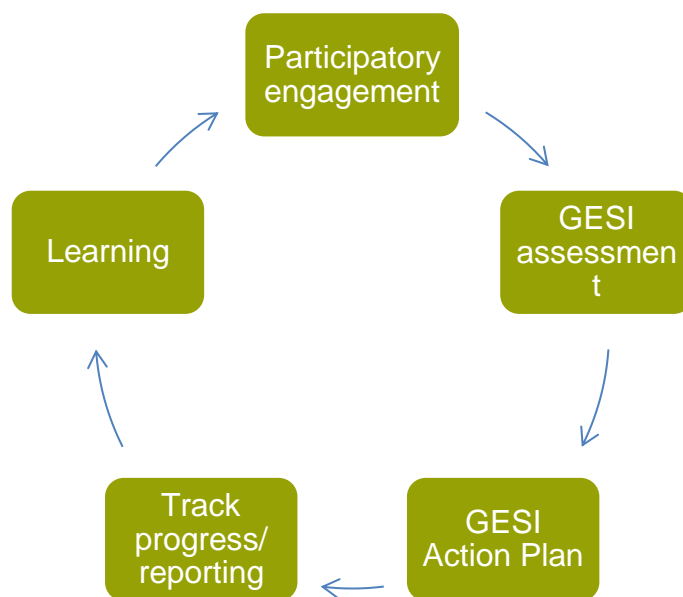 Participatory
engagement
GESI
assessmen
t
GESI
Action Plan
Track
progress/
reporting
Learning